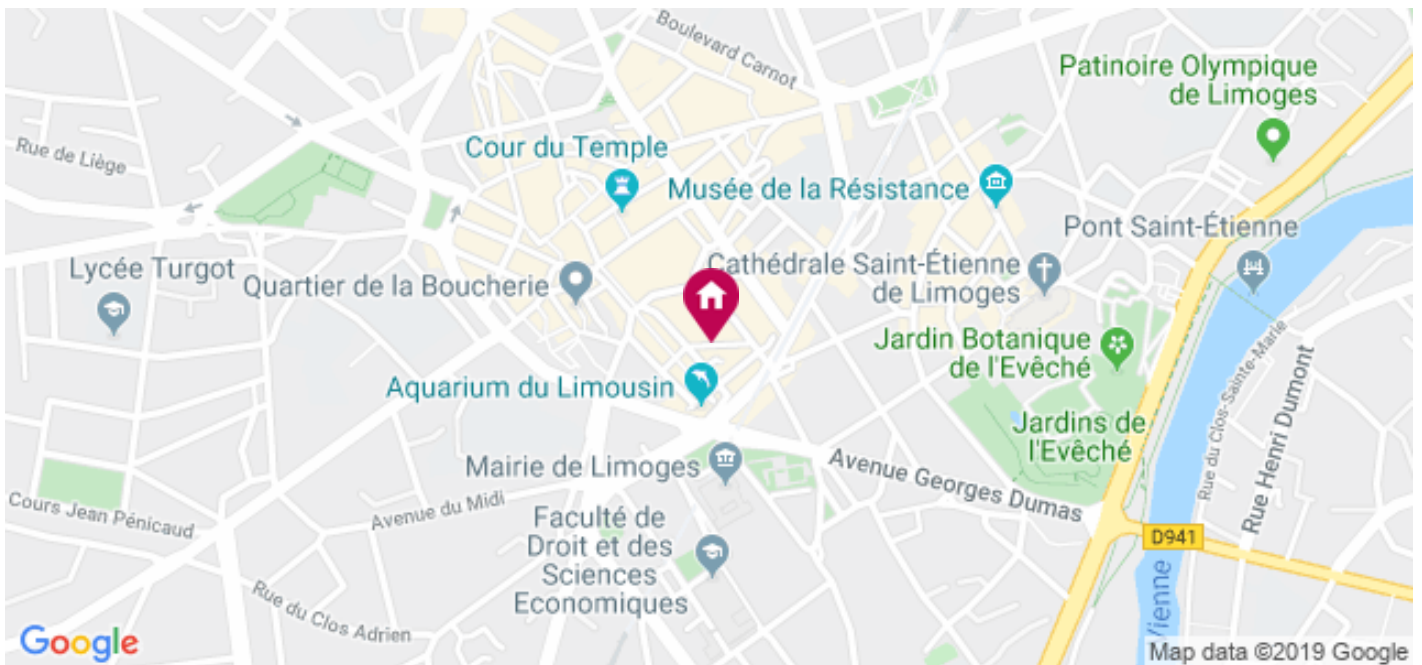 Boulevard Carnot
Patinoire Olympique
de Limoges
Rue de Liège
Cour du Temple
Musée de la Résistance
Pont Saint-Étienne
Lycée Turgot
Quartier de la Boucherie
Cathédrale Saint-Étienne
de Limoges
Jardin Botanique
de l'Evêché
Aquarium du Limousin
Rue du Clos-Sainte-Marie
Rue Henri Dumont
Jardins de
l'Evêché
Mairie de Limoges
Avenue Georges Dumas
Cours Jean Pénicaud
Avenue du Midi
Faculté de
Droit et des
Sciences
Economiques
D941
Vienne
Rue du Clos Adrien
Google
Map data ©2019 Google